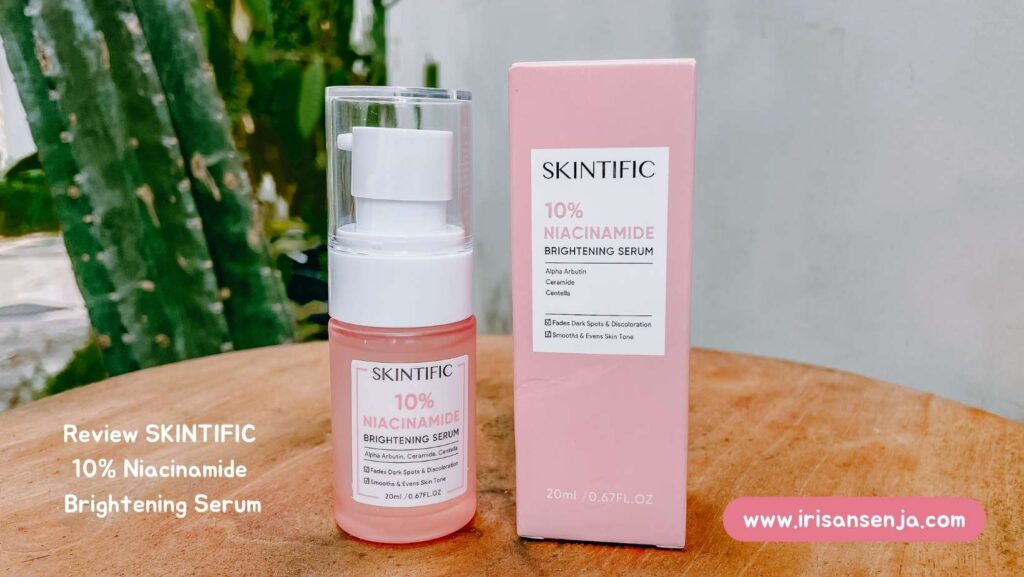 SKINTIFIC
10%
NIACINAMIDE
BRIGHTENING SERUM
Alpha Arbutin
Ceramide
Centella
Fades Dark Spots & Discoloration
Smooths & Evens Skin Tone
20ml / 0.67FL.OZ
SKINTIFIC
10%
NIACINAMIDE
BRIGHTENING SERUM
Alpha Arbutin, Ceramide, Centella
Fades Dark Spots & Discoloration
Smooths & Evens Skin Tone
20ml / 0.67FL.OZ
Review SKINTIFIC
10% Niacinamide
Brightening Serum
www.irisansenja.com